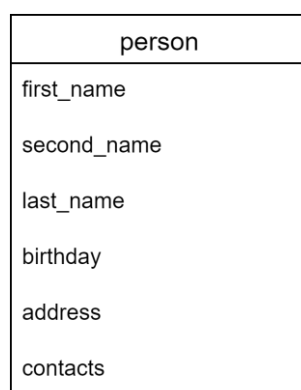 person
first_name
second_name
last_name
birthday
address
contacts